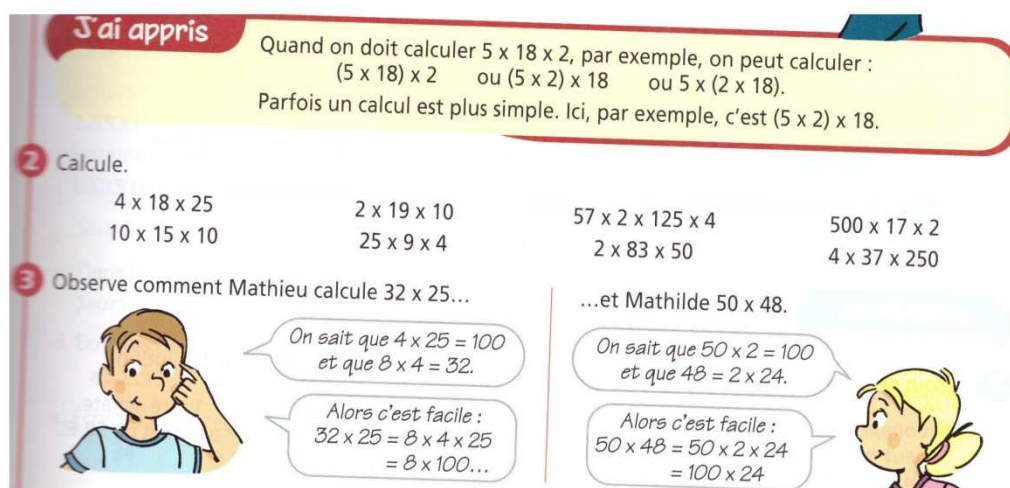 J'ai appris
Quand on doit calculer 5 x 18 x 2, par exemple, on peut calculer :
(5 x 18) x 2 ou (5 x 2) x 18 ou 5 x (2 x 18).
Parfois un calcul est plus simple. Ici, par exemple, c'est (5 x 2) x 18.
2 Calcule.
4 x 18 x 25 2 x 19 x 10 57 x 2 x 125 x 4 500 x 17 x 2
10 x 15 x 10 25 x 9 x 4 2 x 83 x 50 4 x 37 x 250
3 Observe comment Mathieu calcule 32 x 25…
On sait que 4 x 25 = 100
et que 8 x 4 = 32.
Alors c'est facile :
32 x 25 = 8 x 4 x 25
= 8 x 100…
…et Mathilde 50 x 48.
On sait que 50 x 2 = 100
et que 48 = 2 x 24.
Alors c'est facile :
50 x 48 = 50 x 2 x 24
= 100 x 24